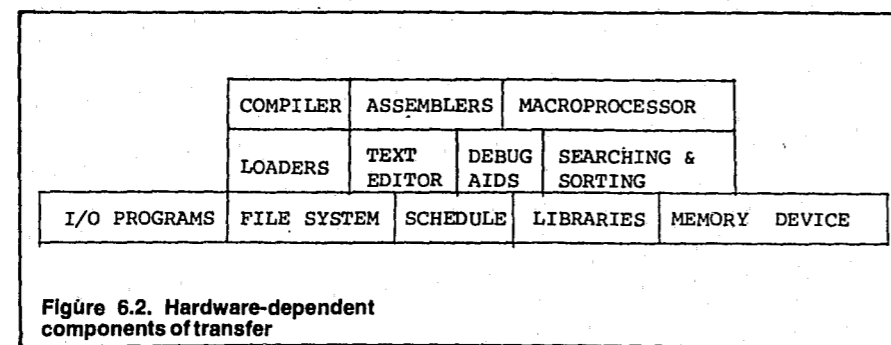 COMPILER ASSEMBLERS MACROPROCESSOR
LOADERS TEXT EDITOR DEBUG AIDS SEARCHING & SORTING
I/O PROGRAMS FILE SYSTEM SCHEDULE LIBRARIES MEMORY DEVICE
Figure 6.2. Hardware-dependent
components of transfer